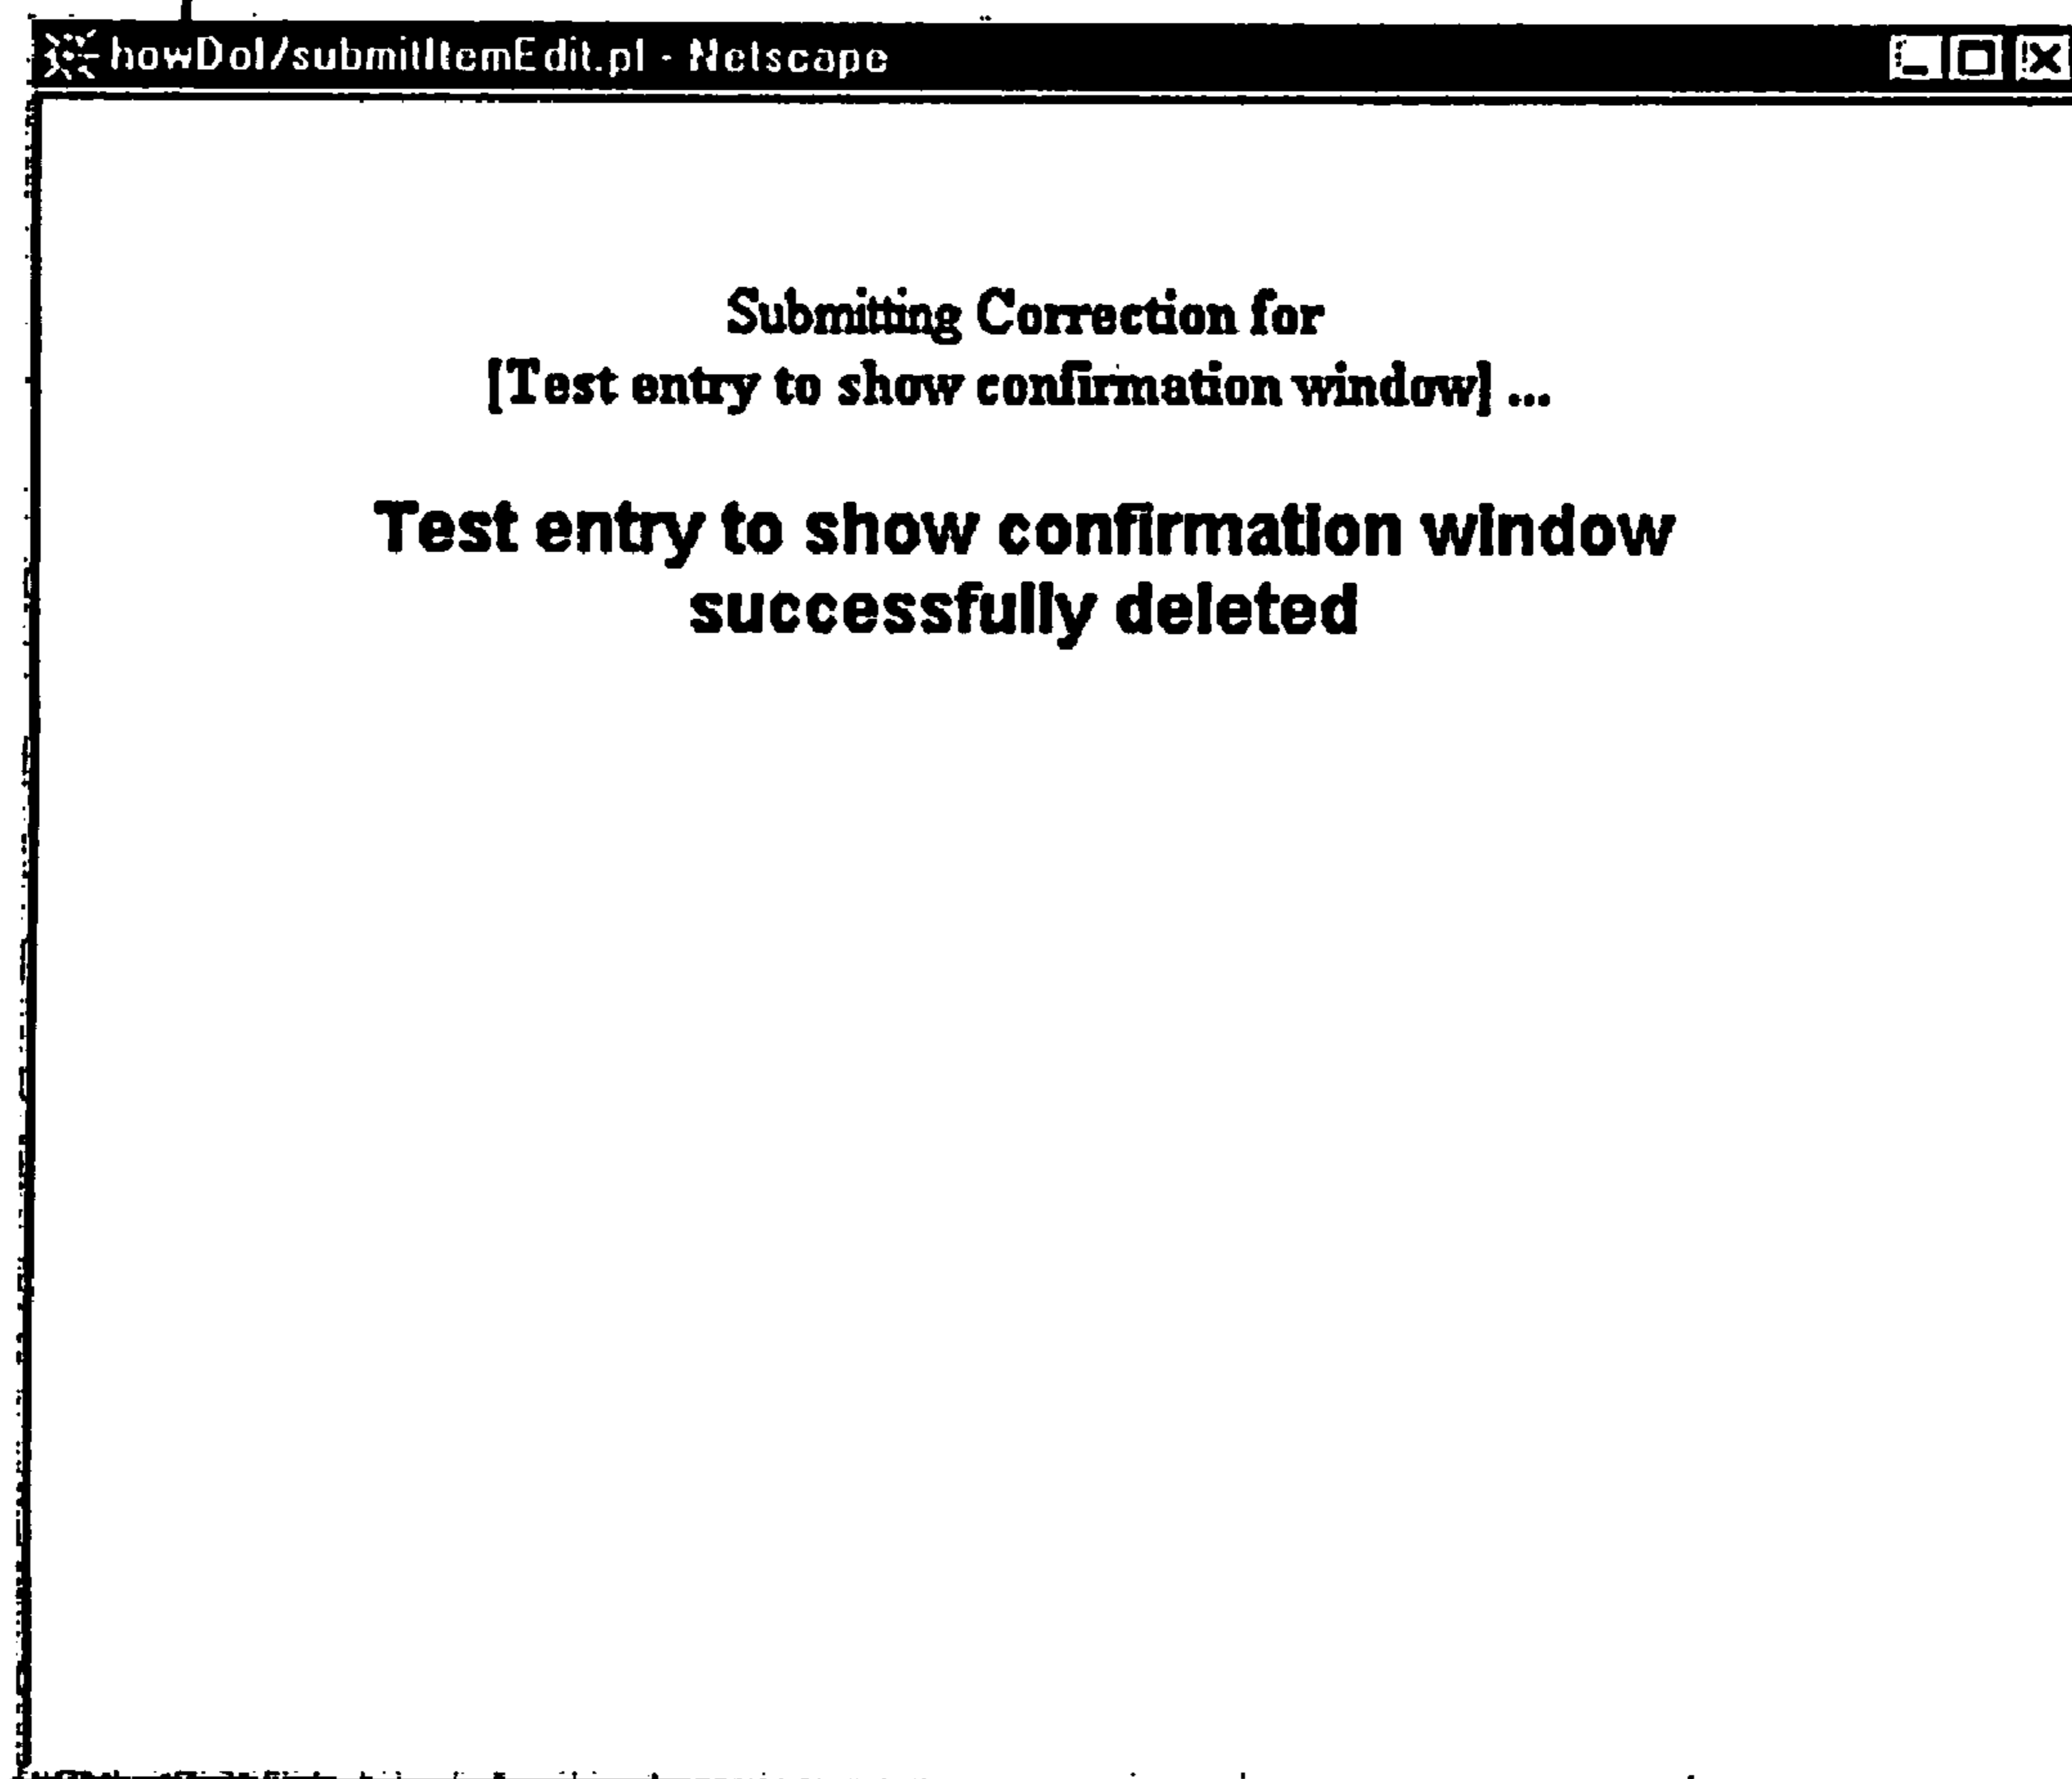 howDoI/submitItemEdit.pl - Netscape
Submitting Correction for
[Test entry to show confirmation window] ...
Test entry to show confirmation window
successfully deleted